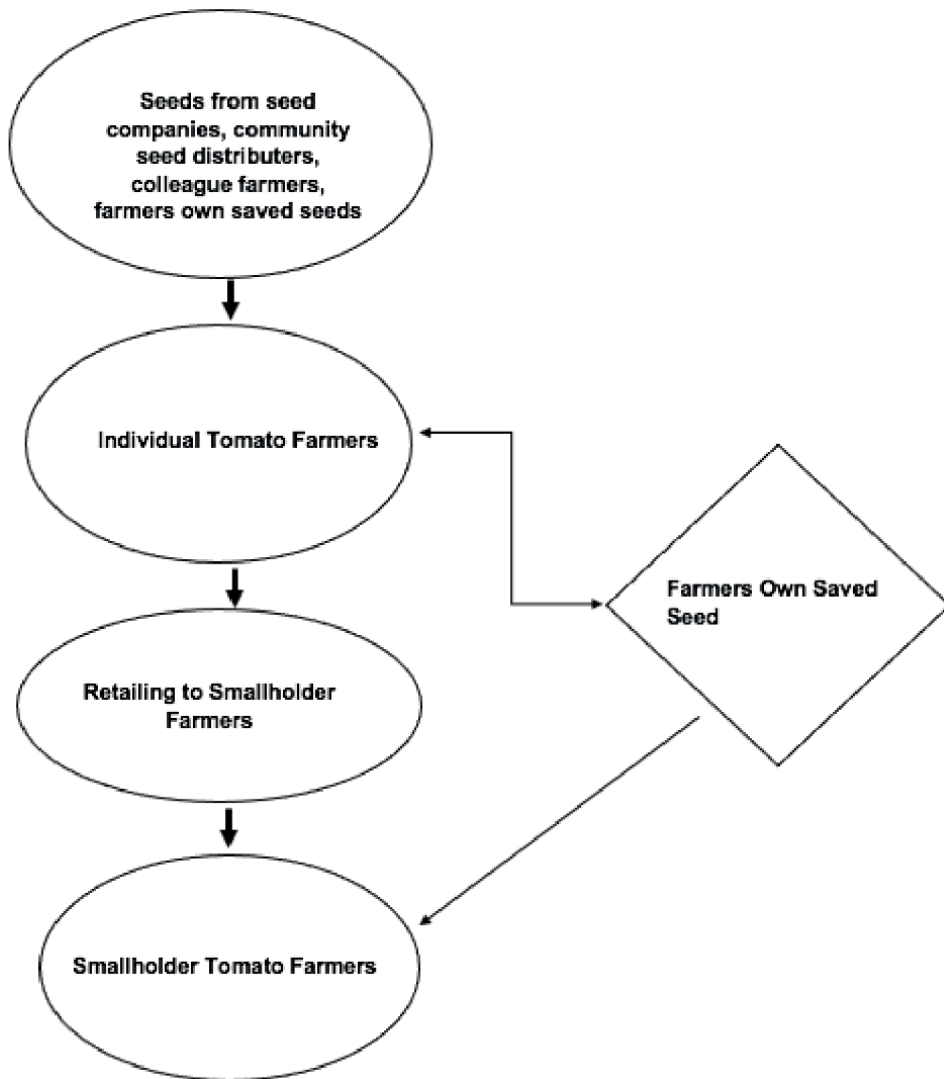 Seeds from seed
companies, community
seed distributers,
colleague farmers,
farmers own saved seeds
Individual Tomato Farmers
Farmers Own Saved
Seed
Retailing to Smallholder
Farmers
Smallholder Tomato Farmers